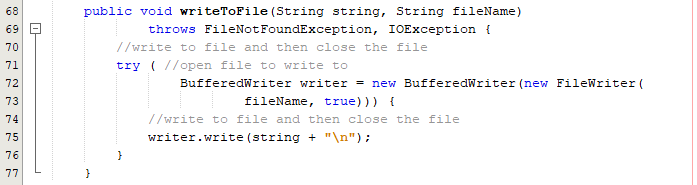 68 public void writeToFile(String string, String fileName)
69 throws FileNotFoundException, IOException {
70 //write to file and then close the file
71 try ( //open file to write to
72 BufferedWriter writer = new BufferedWriter(new FileWriter(
73 fileName, true))) {
74 //write to file and then close the file
75 writer.write(string + "\n");
76 }
77 }